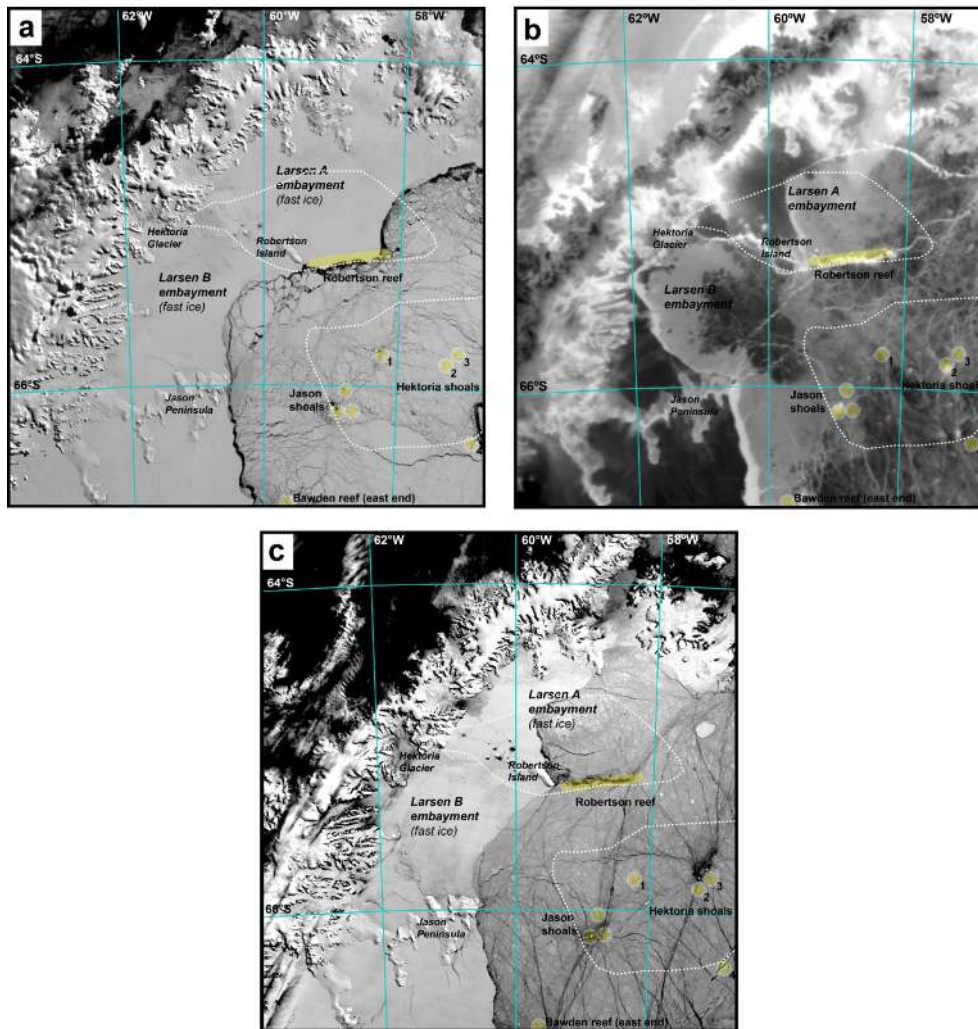 a
62°W
60°W
58°W
64°S
Larsen A
embayment
(fast ice)
Hektoria
Glacier
Robertson
Island
Larsen B
embayment
(fast ice)
Robertson reef
1
3
2
66°S
Hektoria shoals
Jason
Peninsula
Jason
shoals
Bawden reef (east end)
b
62°W
60°W
58°W
64°S
Larsen A
embayment
Hektoria
Glacier
Robertson
Island
Larsen B
embayment
Robertson reef
1
3
2
66°S
Hektoria shoals
Jason
Peninsula
Jason
shoals
Bawden reef (east end)
c
62°W
60°W
58°W
64°S
Larsen A
embayment
(fast ice)
Hektoria
Glacier
Robertson
Island
Larsen B
embayment
(fast ice)
Robertson reef
1
3
2
66°S
Hektoria shoals
Jason
Peninsula
Jason
shoals
Bawden reef (east end)